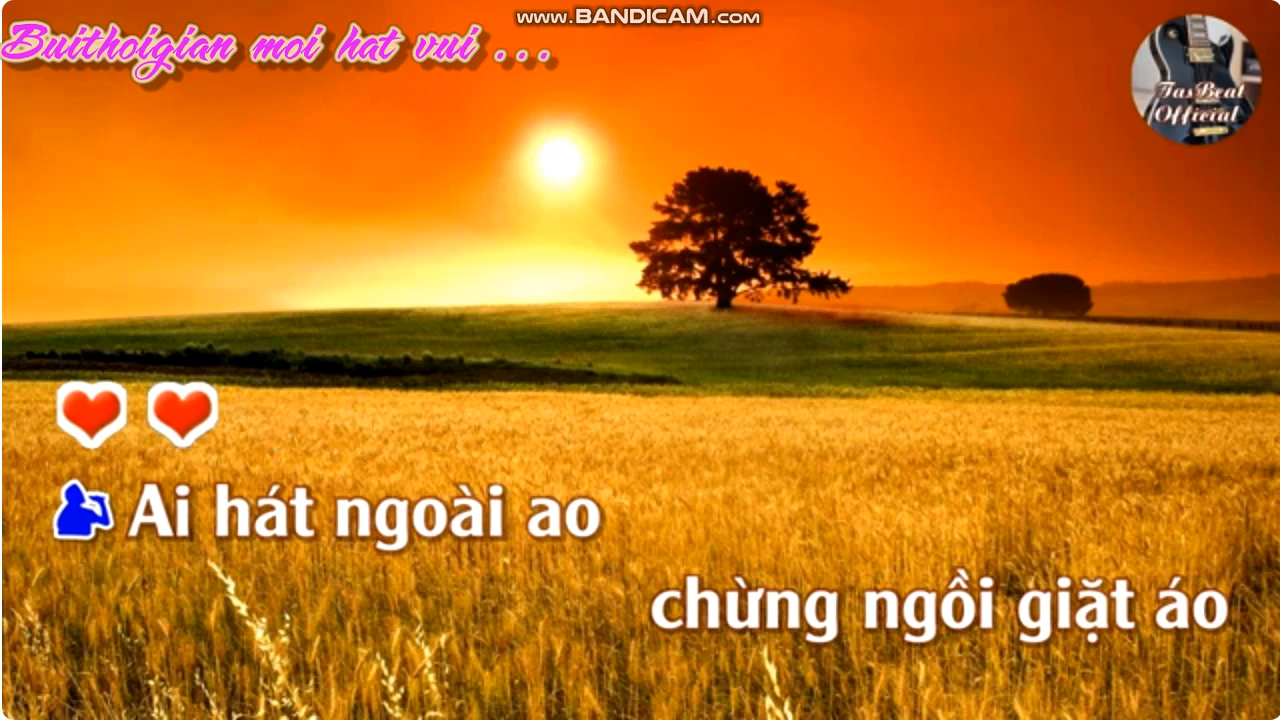 www.BANDICAM.com
Buithoigian moi hat vui ...
TasBeat
Official
Ai hát ngoài ao
chừng ngồi giặt áo